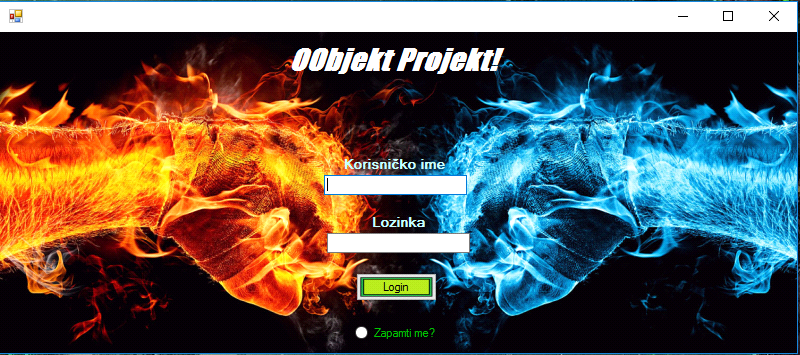 OObjekt Projekt!
Korisničko ime
Lozinka
Login
Zapamti me?